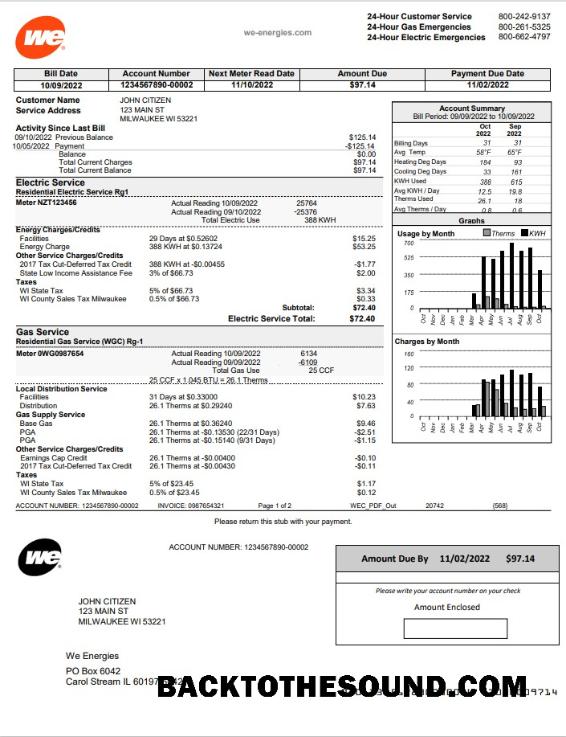 we
we-energies.com
24-Hour Customer Service 800-242-9137
24-Hour Gas Emergencies 800-261-5325
24-Hour Electric Emergencies 800-662-4797
Bill Date Account Number Next Meter Read Date Amount Due Payment Due Date
10/09/2022 1234567890-00002 11/10/2022 $97.14 11/02/2022
Customer Name JOHN CITIZEN
Service Address 123 MAIN ST
MILWAUKEE WI 53221
Activity Since Last Bill
09/10/2022 Previous Balance $125.14
10/05/2022 Payment -$125.14
Balance $0.00
Total Current Charges $97.14
Total Current Balance $97.14
Electric Service
Residential Electric Service Rg1
Meter NZT123456 Actual Reading 10/09/2022 25764
Actual Reading 09/10/2022 -25376
Total Electric Use 388 KWH
Energy Charges/Credits
Facilities 29 Days at $0.52602 $15.25
Energy Charge 388 KWH at $0.13724 $53.25
Other Service Charges/Credits
2017 Tax Cut-Deferred Tax Credit 388 KWH at -$0.00455 -$1.77
State Low Income Assistance Fee 3% of $66.73 $2.00
Taxes
WI State Tax 5% of $66.73 $3.34
WI County Sales Tax Milwaukee 0.5% of $66.73 $0.33
Subtotal: $72.40
Electric Service Total: $72.40
Gas Service
Residential Gas Service (WGC) Rg-1
Meter 0WG0987654 Actual Reading 10/09/2022 6134
Actual Reading 09/09/2022 -6109
Total Gas Use 25 CCF
25 CCF x 1.045 BTU = 26.1 Therms
Local Distribution Service
Facilities 31 Days at $0.33000 $10.23
Distribution 26.1 Therms at $0.29240 $7.63
Gas Supply Service
Base Gas 26.1 Therms at $0.36240 $9.46
PGA 26.1 Therms at -$0.13530 (22/31 Days) -$2.51
PGA 26.1 Therms at -$0.15140 (9/31 Days) -$1.15
Other Service Charges/Credits
Earnings Cap Credit 26.1 Therms at -$0.00400 -$0.10
2017 Tax Cut-Deferred Tax Credit 26.1 Therms at -$0.00430 -$0.11
Taxes
WI State Tax 5% of $23.45 $1.17
WI County Sales Tax Milwaukee 0.5% of $23.45 $0.12
Account Summary
Bill Period: 09/09/2022 to 10/09/2022
Oct Sep
2022 2022
Billing Days 31 31
Avg. Temp 58°F 65°F
Heating Deg Days 184 93
Cooling Deg Days 33 161
KWH Used 388 615
Avg KWH / Day 12.5 19.8
Therms Used 26.1 18
Avg Therms / Day 0.8 0.6
Graphs
Usage by Month Therms KWH
700
525
350
175
0
Oct Nov Dec Jan Feb Mar Apr May Jun Jul Aug Sep Oct
Charges by Month
160
120
80
40
0
Oct Nov Dec Jan Feb Mar Apr May Jun Jul Aug Sep Oct
ACCOUNT NUMBER: 1234567890-00002 INVOICE: 0987654321 Page 1 of 2 WEC_PDF_Out 20742 {568}
Please return this stub with your payment.
we
ACCOUNT NUMBER: 1234567890-00002
Amount Due By 11/02/2022 $97.14
Please write your account number on your check
Amount Enclosed
JOHN CITIZEN
123 MAIN ST
MILWAUKEE WI 53221
We Energies
PO Box 6042
Carol Stream IL
BACKTOTHESOUND.COM